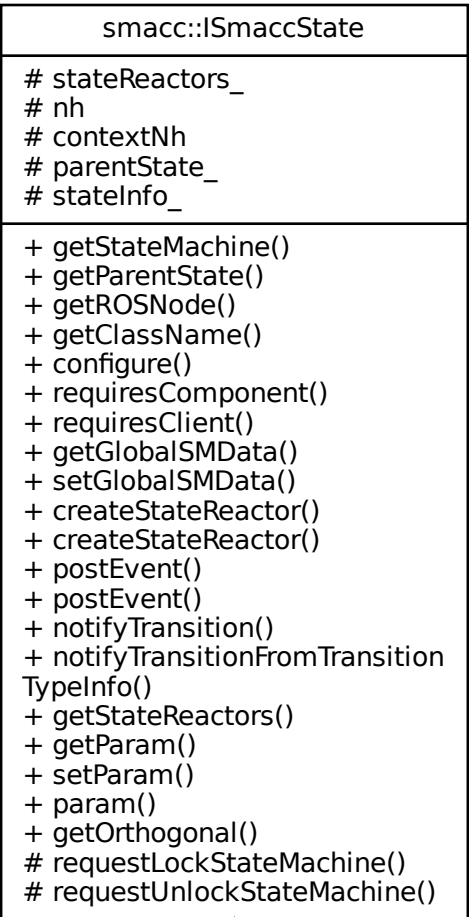 smacc::ISmaccState
# stateReactors_
# nh
# contextNh
# parentState_
# stateInfo_
+ getStateMachine()
+ getParentState()
+ getROSNode()
+ getClassName()
+ configure()
+ requiresComponent()
+ requiresClient()
+ getGlobalSMData()
+ setGlobalSMData()
+ createStateReactor()
+ createStateReactor()
+ postEvent()
+ postEvent()
+ notifyTransition()
+ notifyTransitionFromTransition
TypeInfo()
+ getStateReactors()
+ getParam()
+ setParam()
+ param()
+ getOrthogonal()
# requestLockStateMachine()
# requestUnlockStateMachine()